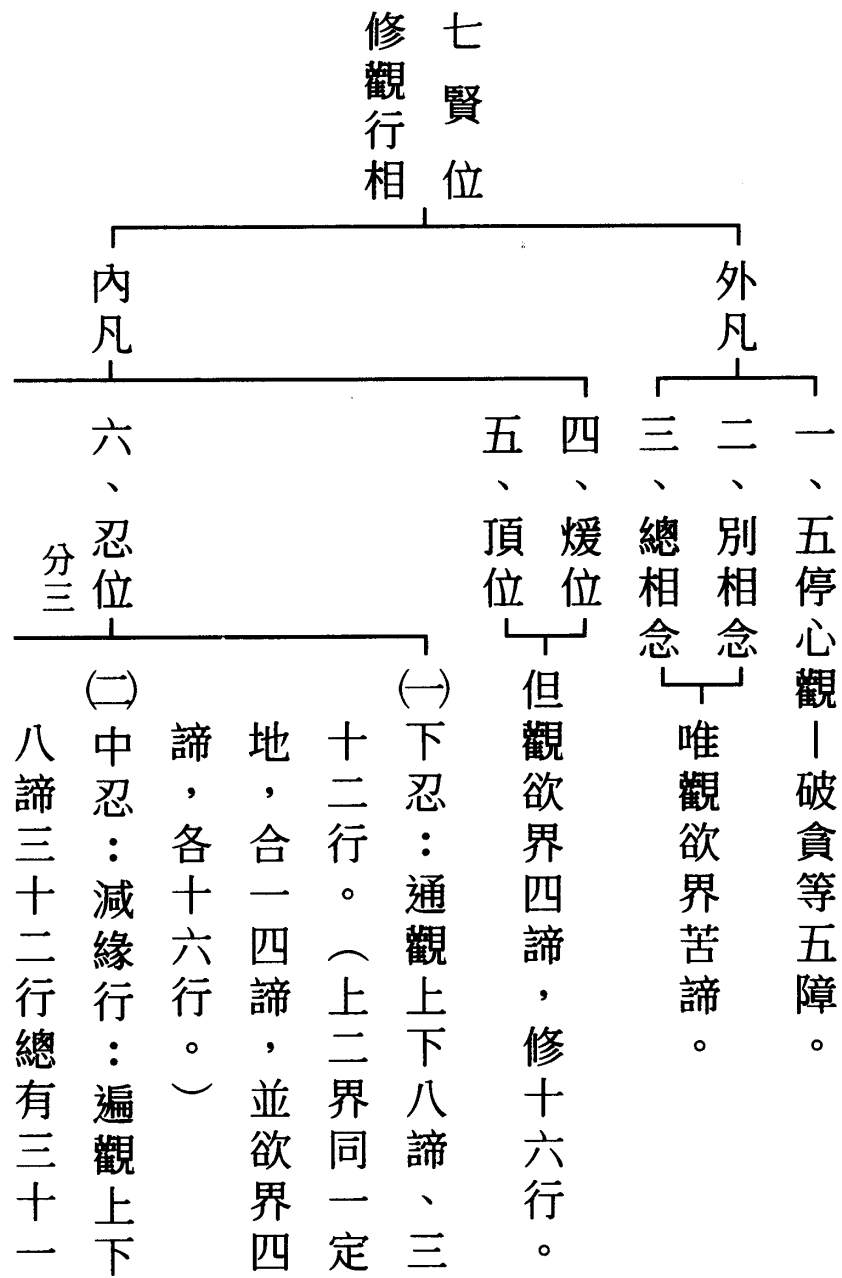 七賢位
修觀行相
外凡
一、五停心觀—破貪等五障。
二、別相念
三、總相念
唯觀欲界苦諦。
內凡
四、煖位
五、頂位
但觀欲界四諦，修十六行。
六、忍位
分三
㈠下忍：通觀上下八諦、三
十二行。（上二界同一定
地，合一四諦，並欲界四
諦，各十六行。）
㈡中忍：減緣行：遍觀上下
八諦三十二行總有三十一